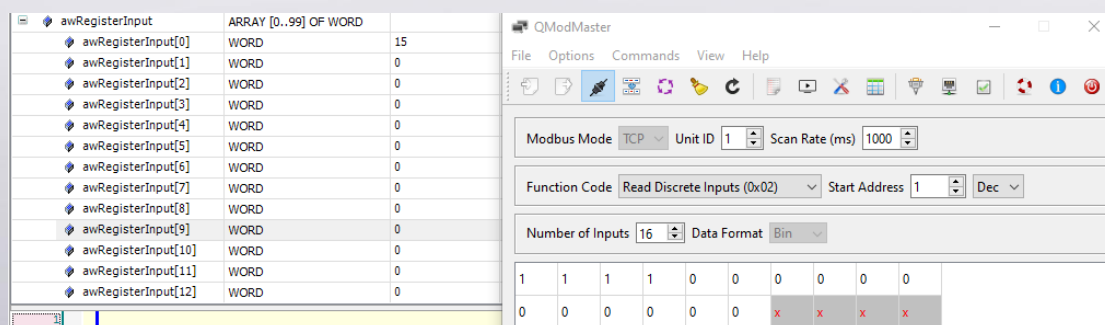 awRegisterInput ARRAY [0..99] OF WORD
awRegisterInput[0] WORD 15
awRegisterInput[1] WORD 0
awRegisterInput[2] WORD 0
awRegisterInput[3] WORD 0
awRegisterInput[4] WORD 0
awRegisterInput[5] WORD 0
awRegisterInput[6] WORD 0
awRegisterInput[7] WORD 0
awRegisterInput[8] WORD 0
awRegisterInput[9] WORD 0
awRegisterInput[10] WORD 0
awRegisterInput[11] WORD 0
awRegisterInput[12] WORD 0
1
QModMaster
File Options Commands View Help
Modbus Mode TCP Unit ID 1 Scan Rate (ms) 1000
Function Code Read Discrete Inputs (0x02) Start Address 1 Dec
Number of Inputs 16 Data Format Bin
1 1 1 1 0 0 0 0 0 0
0 0 0 0 0 0 x x x x